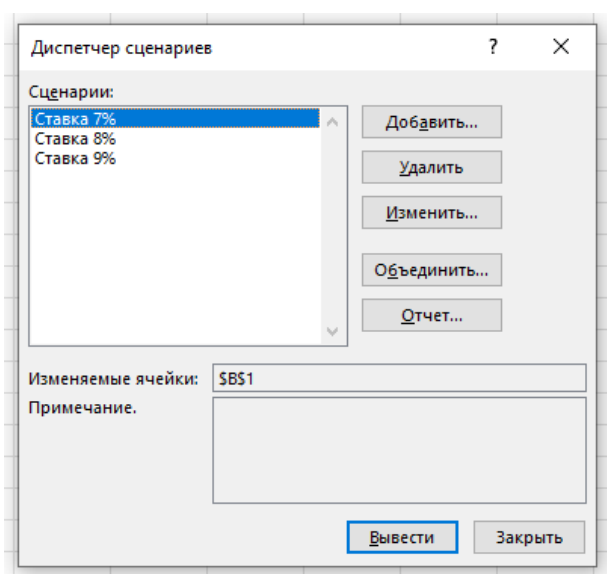 Диспетчер сценариев
?
Сценарии:
Ставка 7%
Ставка 8%
Ставка 9%
Добавить...
Удалить
Изменить...
Объединить...
Отчет...
Изменяемые ячейки: $B$1
Примечание.
Вывести
Закрыть